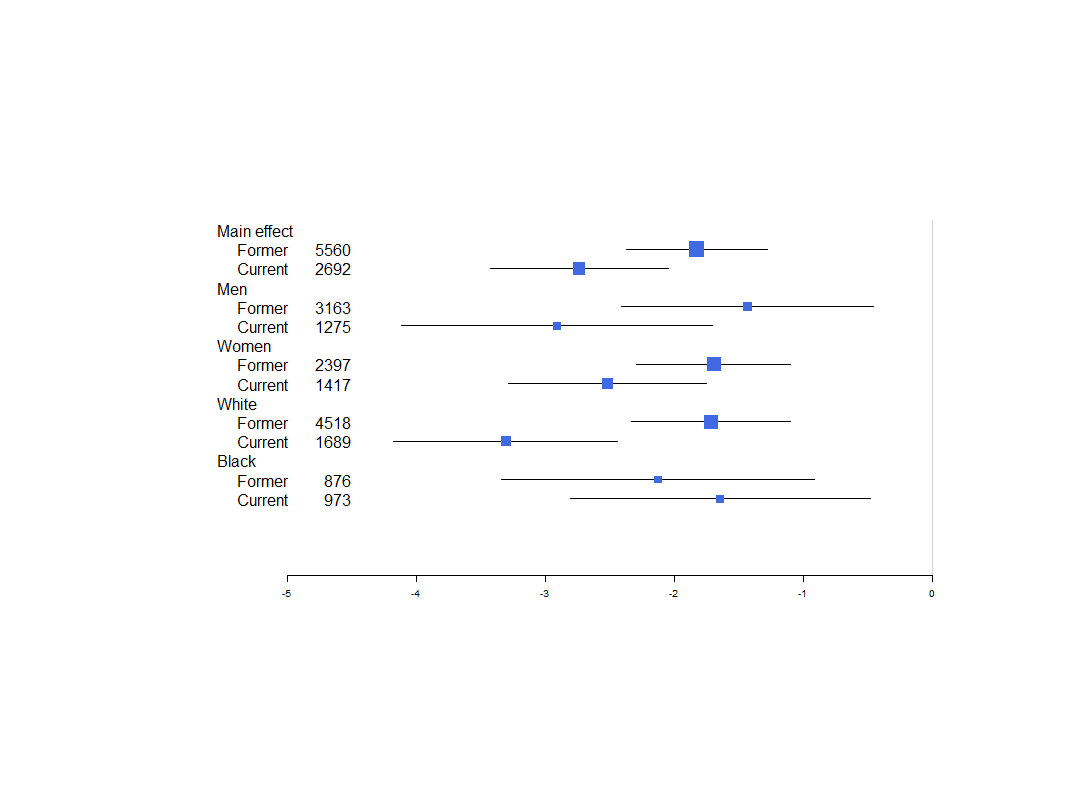 Main effect
Former 5560
Current 2692
Men
Former 3163
Current 1275
Women
Former 2397
Current 1417
White
Former 4518
Current 1689
Black
Former 876
Current 973
-5 -4 -3 -2 -1 0